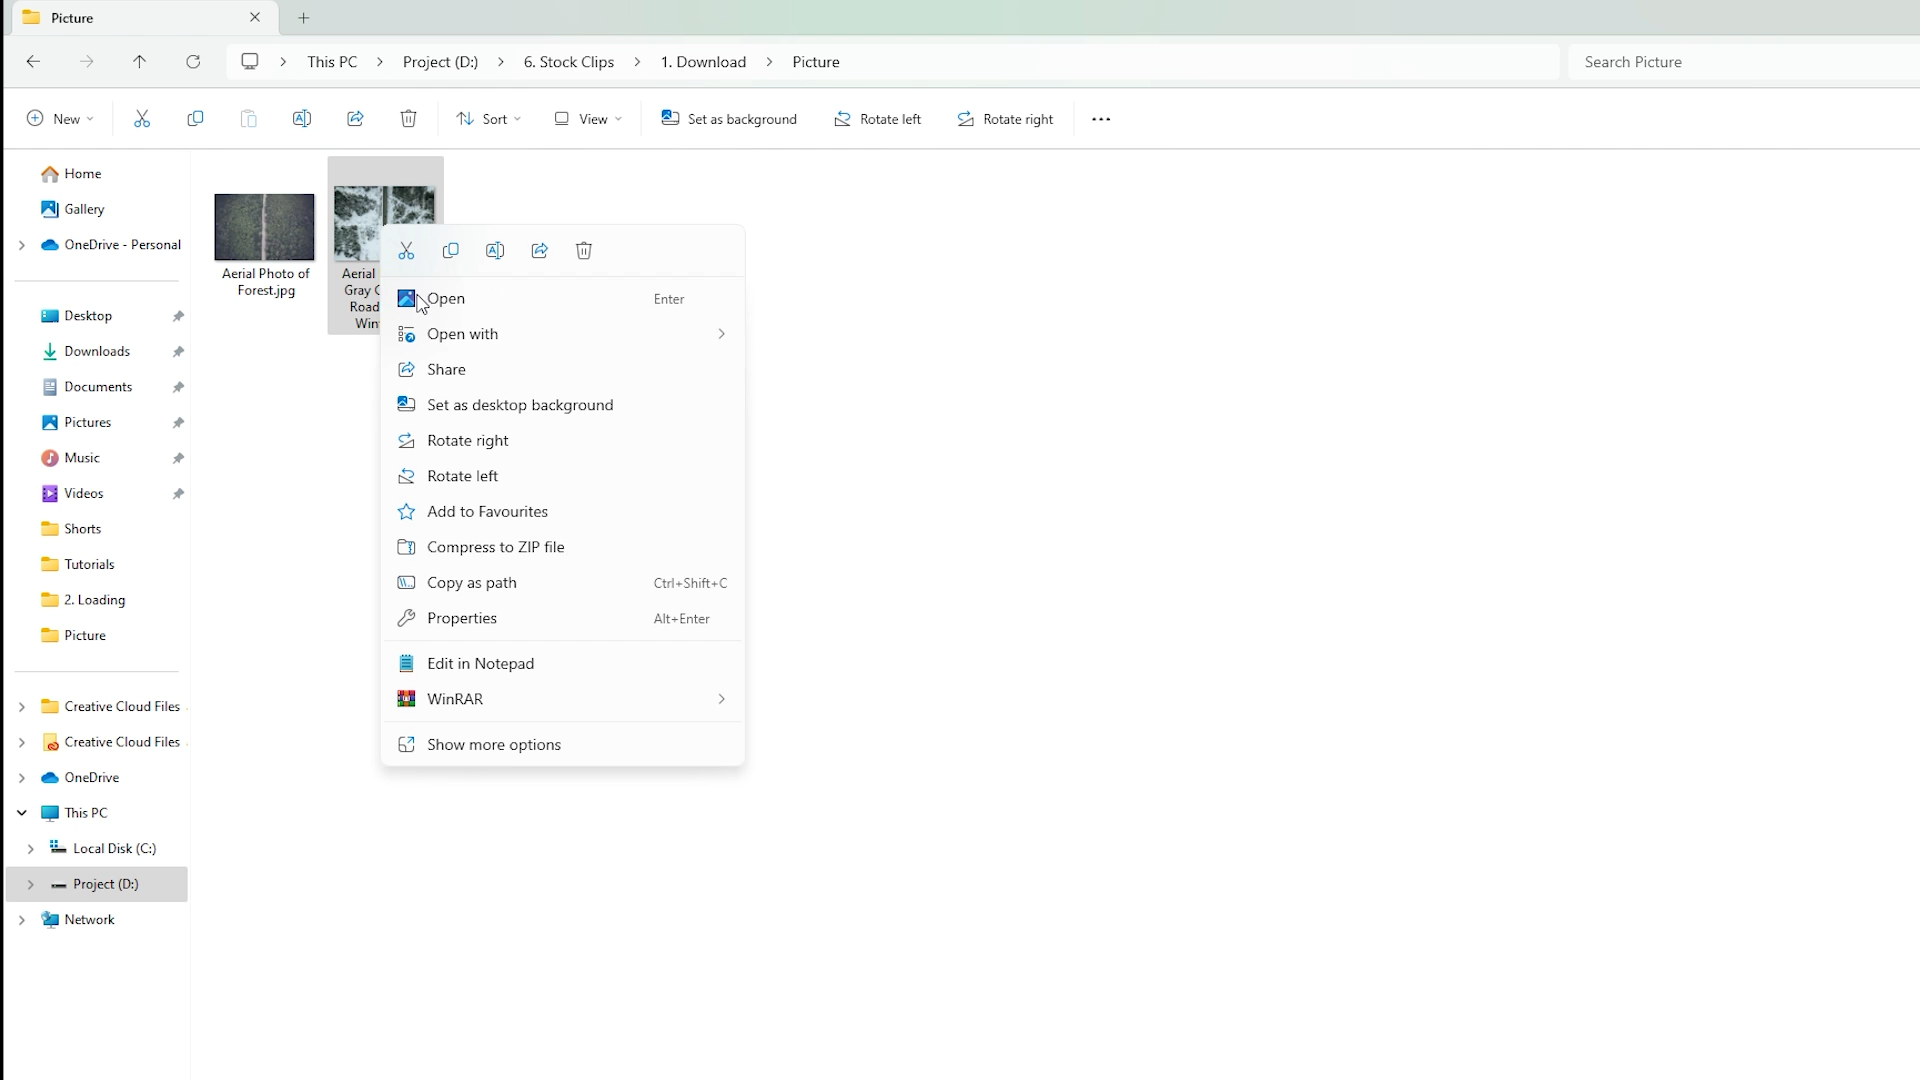 Picture
This PC > Project (D:) > 6. Stock Clips > 1. Download > Picture
Search Picture
New
Sort
View
Set as background
Rotate left
Rotate right
Home
Gallery
OneDrive - Personal
Desktop
Downloads
Documents
Pictures
Music
Videos
Shorts
Tutorials
2. Loading
Picture
Creative Cloud Files
Creative Cloud Files
OneDrive
This PC
Local Disk (C:)
Project (D:)
Network
Aerial Photo of
Forest.jpg
Aerial
Gray
Road
Open Enter
Open with
Share
Set as desktop background
Rotate right
Rotate left
Add to Favourites
Compress to ZIP file
Copy as path Ctrl+Shift+C
Properties Alt+Enter
Edit in Notepad
WinRAR
Show more options